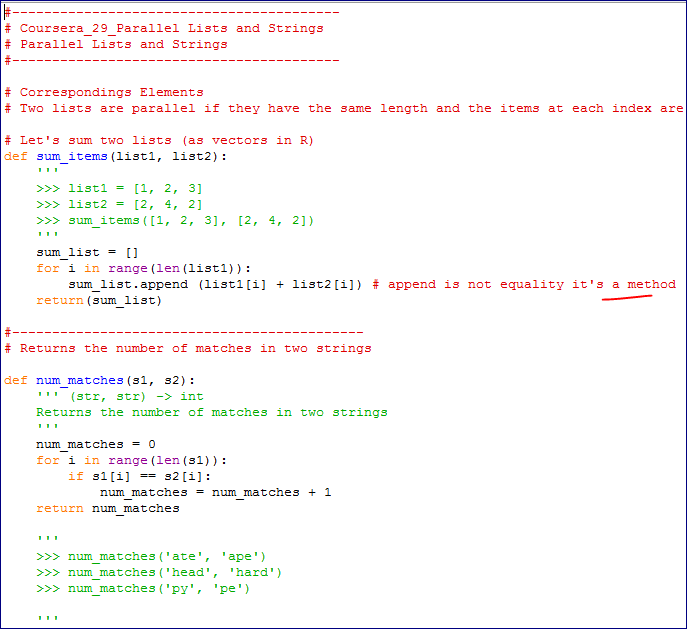 #-----------------------------------------
# Coursera_29_Parallel Lists and Strings
# Parallel Lists and Strings
#-----------------------------------------
# Correspondings Elements
# Two lists are parallel if they have the same length and the items at each index are
# Let's sum two lists (as vectors in R)
def sum_items(list1, list2):
    '''
    >>> list1 = [1, 2, 3]
    >>> list2 = [2, 4, 2]
    >>> sum_items([1, 2, 3], [2, 4, 2])
    '''
    sum_list = []
    for i in range(len(list1)):
        sum_list.append (list1[i] + list2[i]) # append is not equality it's a method
    return(sum_list)
#--------------------------------------------
# Returns the number of matches in two strings
def num_matches(s1, s2):
    ''' (str, str) -> int
    Returns the number of matches in two strings
    '''
    num_matches = 0
    for i in range(len(s1)):
        if s1[i] == s2[i]:
            num_matches = num_matches + 1
    return num_matches
    '''
    >>> num_matches('ate', 'ape')
    >>> num_matches('head', 'hard')
    >>> num_matches('py', 'pe')
    '''